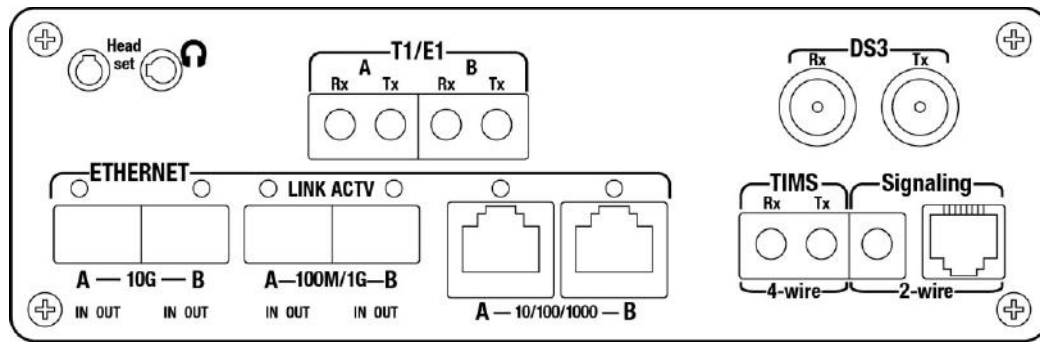 Head
set
T1/E1
A B
Rx Tx Rx Tx
DS3
Rx Tx
ETHERNET
LINK ACTV
A — 10G — B
A—100M/1G—B
IN OUT IN OUT IN OUT IN OUT
A — 10/100/1000 — B
TIMS Signaling
Rx Tx
4-wire 2-wire